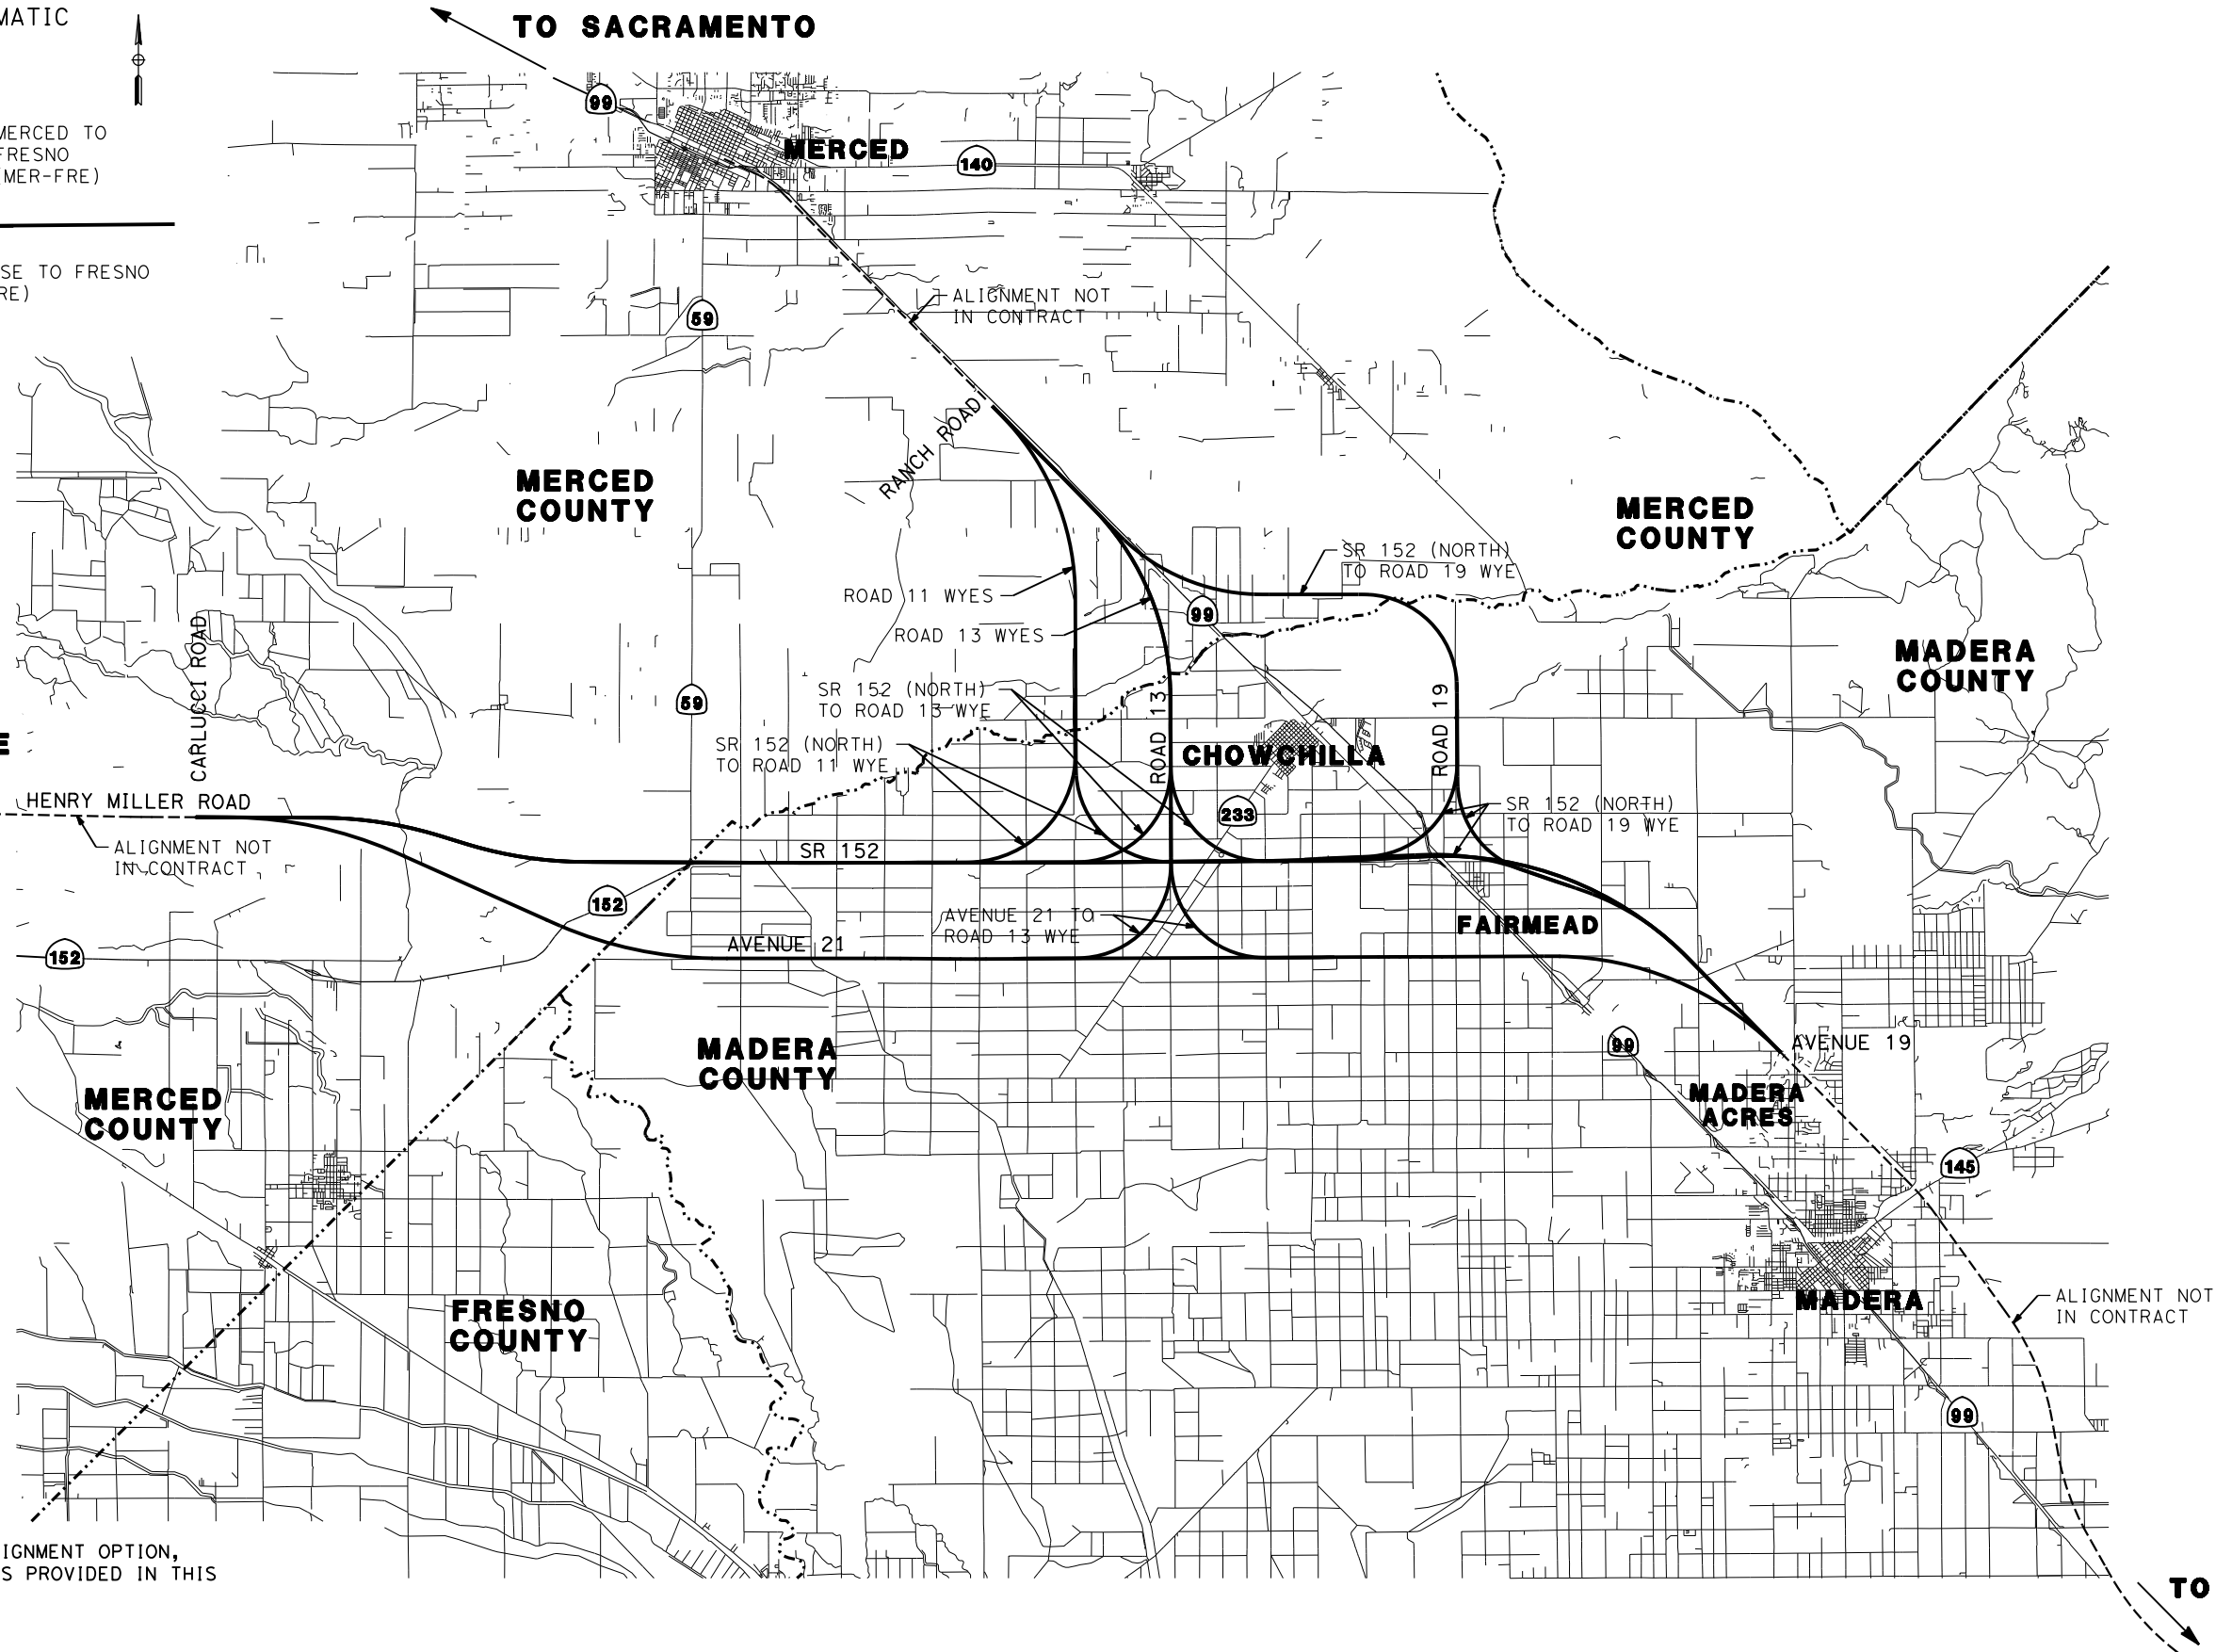 MATIC
TO SACRAMENTO
99
MERCED TO
FRESNO
(MER-FRE)
MERCED
140
SE TO FRESNO
RE)
59
ALIGNMENT NOT
IN CONTRACT
RANCH ROAD
MERCED
COUNTY
MERCED
COUNTY
SR 152 (NORTH)
TO ROAD 19 WYE
ROAD 11 WYES
99
ROAD 13 WYES
CARLUCCI ROAD
MADERA
COUNTY
59
SR 152 (NORTH)
TO ROAD 13 WYE
ROAD 13
ROAD 19
E
SR 152 (NORTH)
TO ROAD 11 WYE
CHOWCHILLA
HENRY MILLER ROAD
233
SR 152 (NORTH)
TO ROAD 19 WYE
ALIGNMENT NOT
IN CONTRACT
SR 152
152
AVENUE 21 TO
ROAD 13 WYE
FAIRMEAD
AVENUE 21
152
99
AVENUE 19
MADERA
COUNTY
MERCED
COUNTY
MADERA
ACRES
145
MADERA
ALIGNMENT NOT
IN CONTRACT
FRESNO
COUNTY
99
IGNMENT OPTION,
S PROVIDED IN THIS
TO